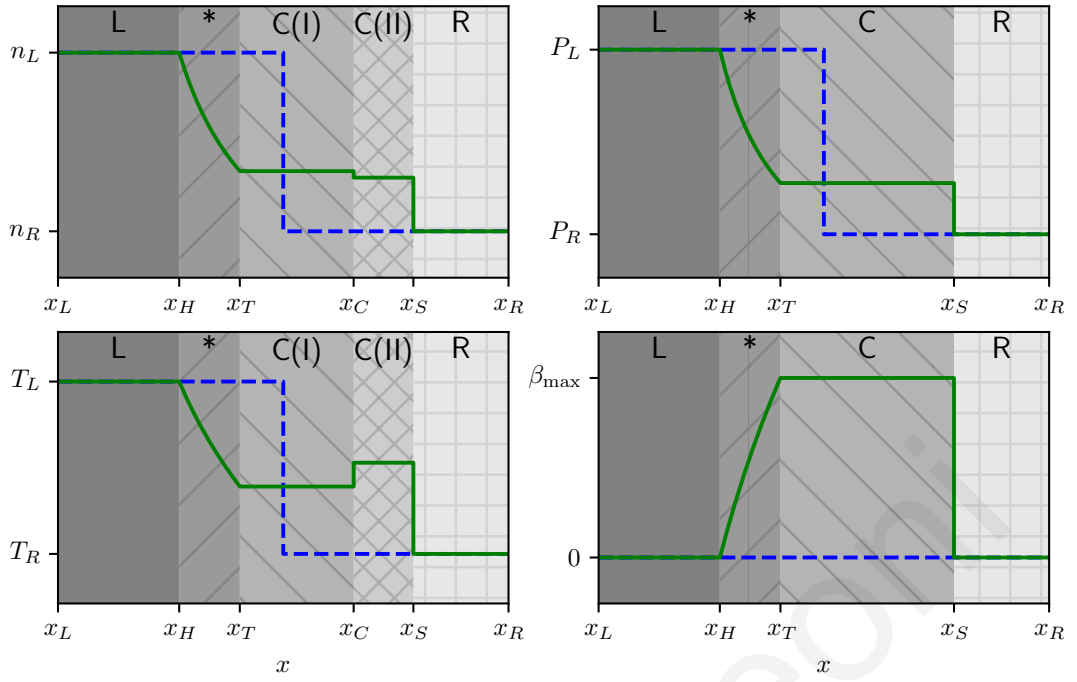 L * C(I) C(II) R
n_L
n_R
x_L x_H x_T x_C x_S x_R
L * C R
P_L
P_R
x_L x_H x_T x_S x_R
L * C(I) C(II) R
T_L
T_R
x_L x_H x_T x_C x_S x_R
x
L * C R
β_max
0
x_L x_H x_T x_S x_R
x